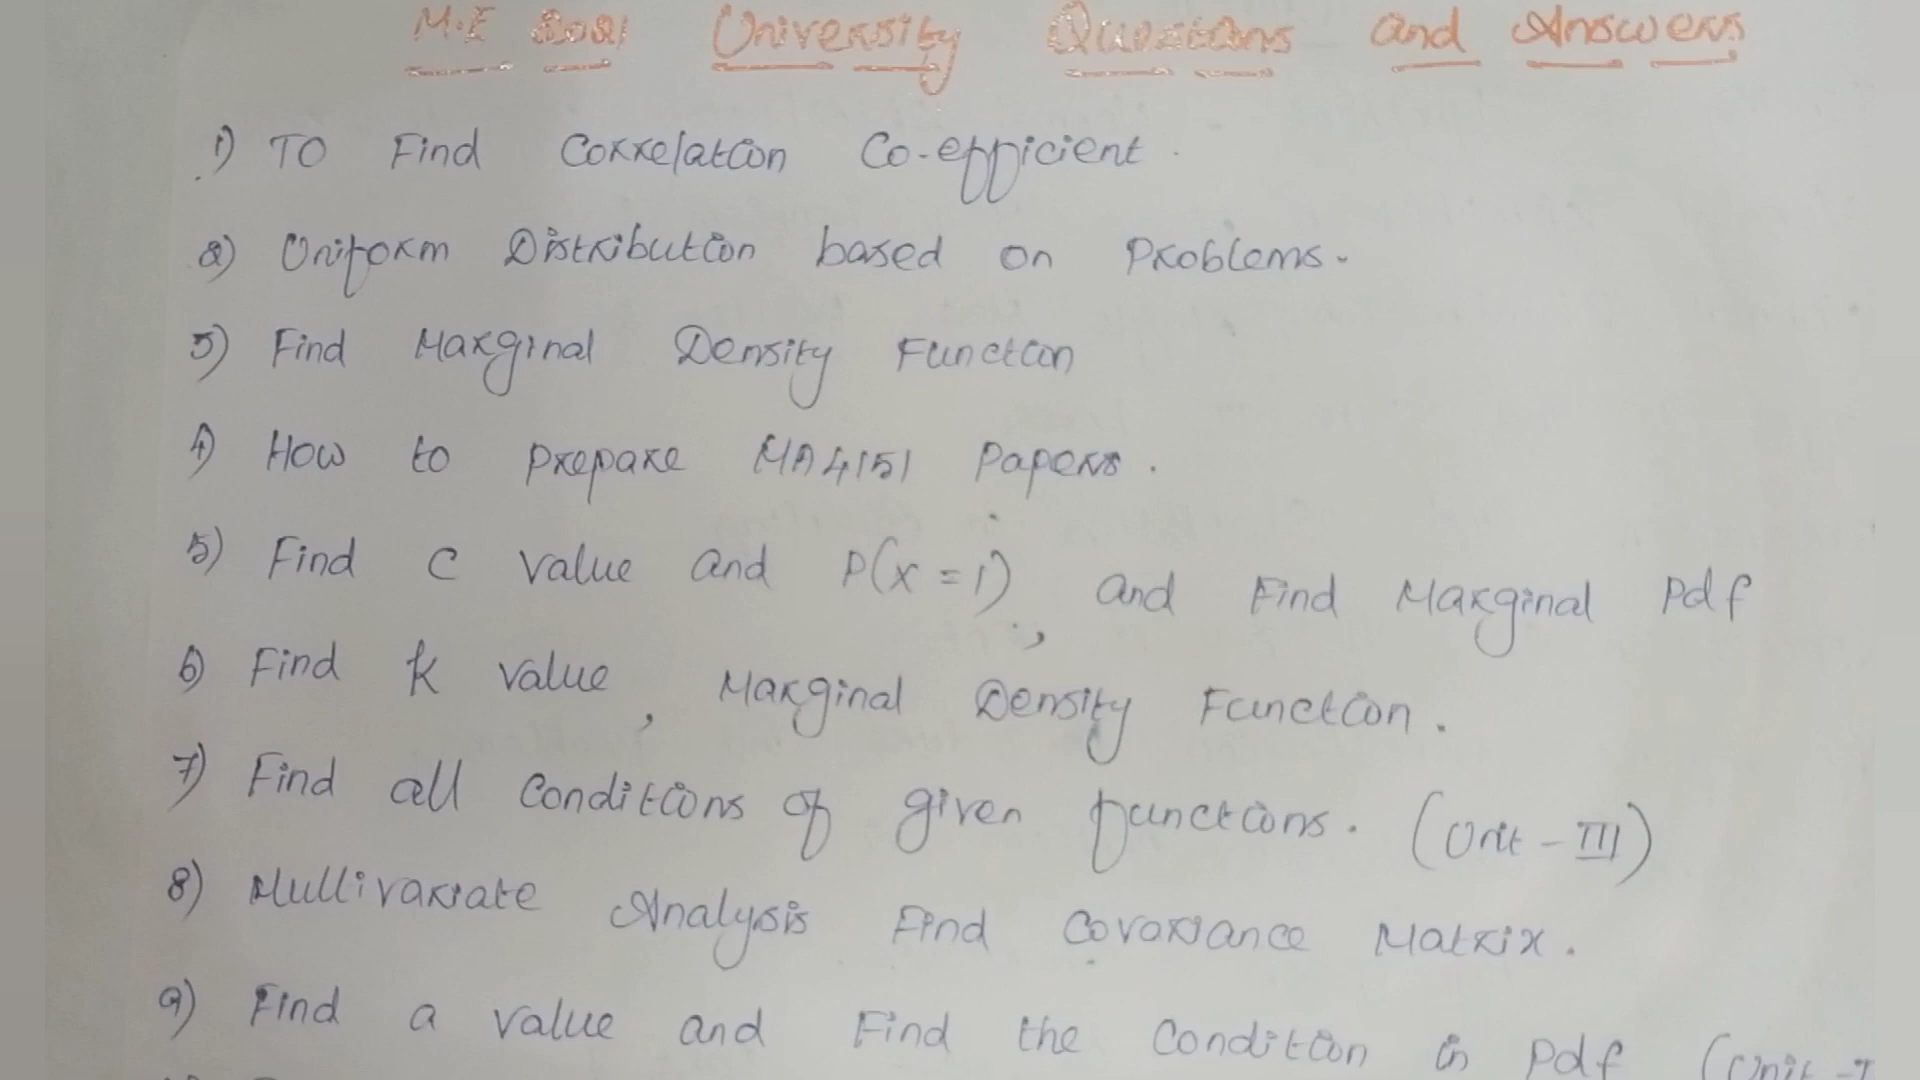 M.E 2021 University Questions and Answers
1) TO Find Correlation Co-efficient.
2) Uniform Distribution based on Problems.
3) Find Marginal Density Function
4) How to prepare MA4151 Papers.
5) Find C value and P(x=1), and Find Marginal Pdf
6) Find k value, Marginal Density Function.
7) Find all Conditions of given functions. (Unit-III)
8) Mullivariate Analysis Find Covariance Matrix.
9) Find a value and Find the Condition in Pdf